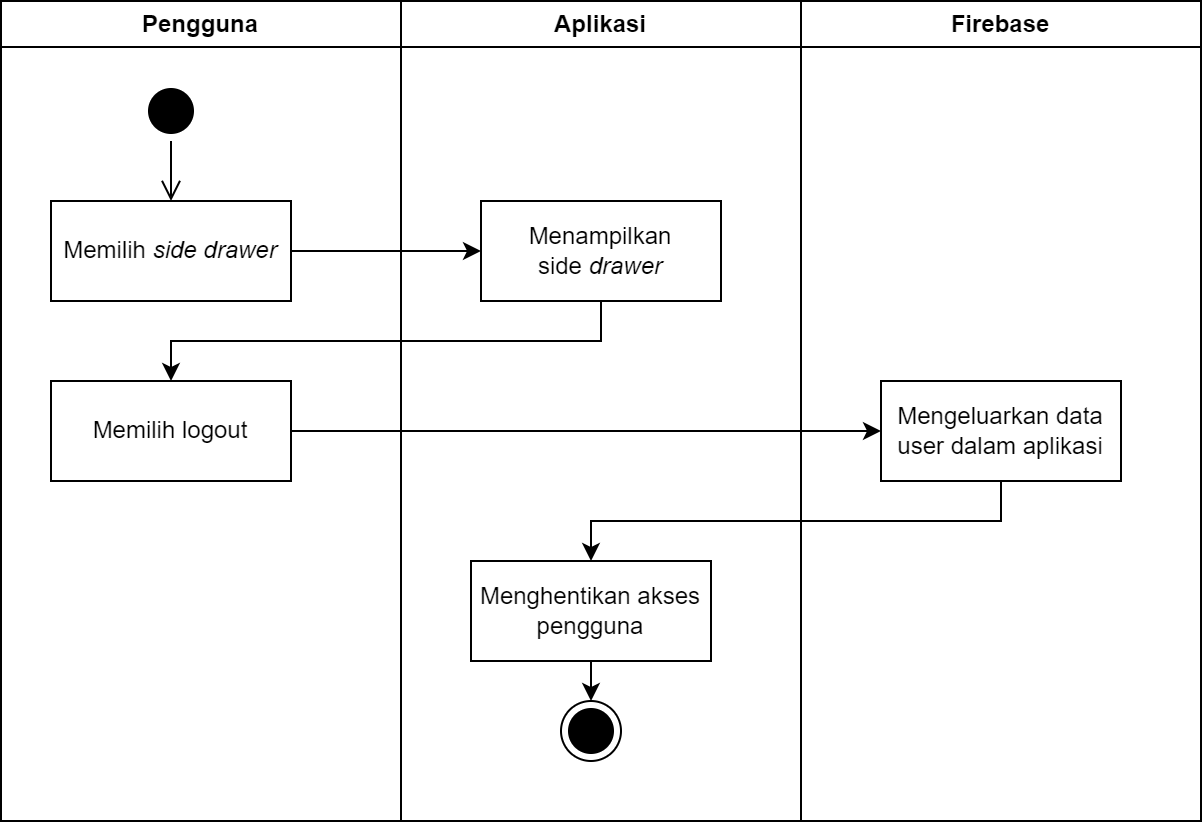 Pengguna
Aplikasi
Firebase
Memilih side drawer
Menampilkan
side drawer
Memilih logout
Mengeluarkan data
user dalam aplikasi
Menghentikan akses
pengguna